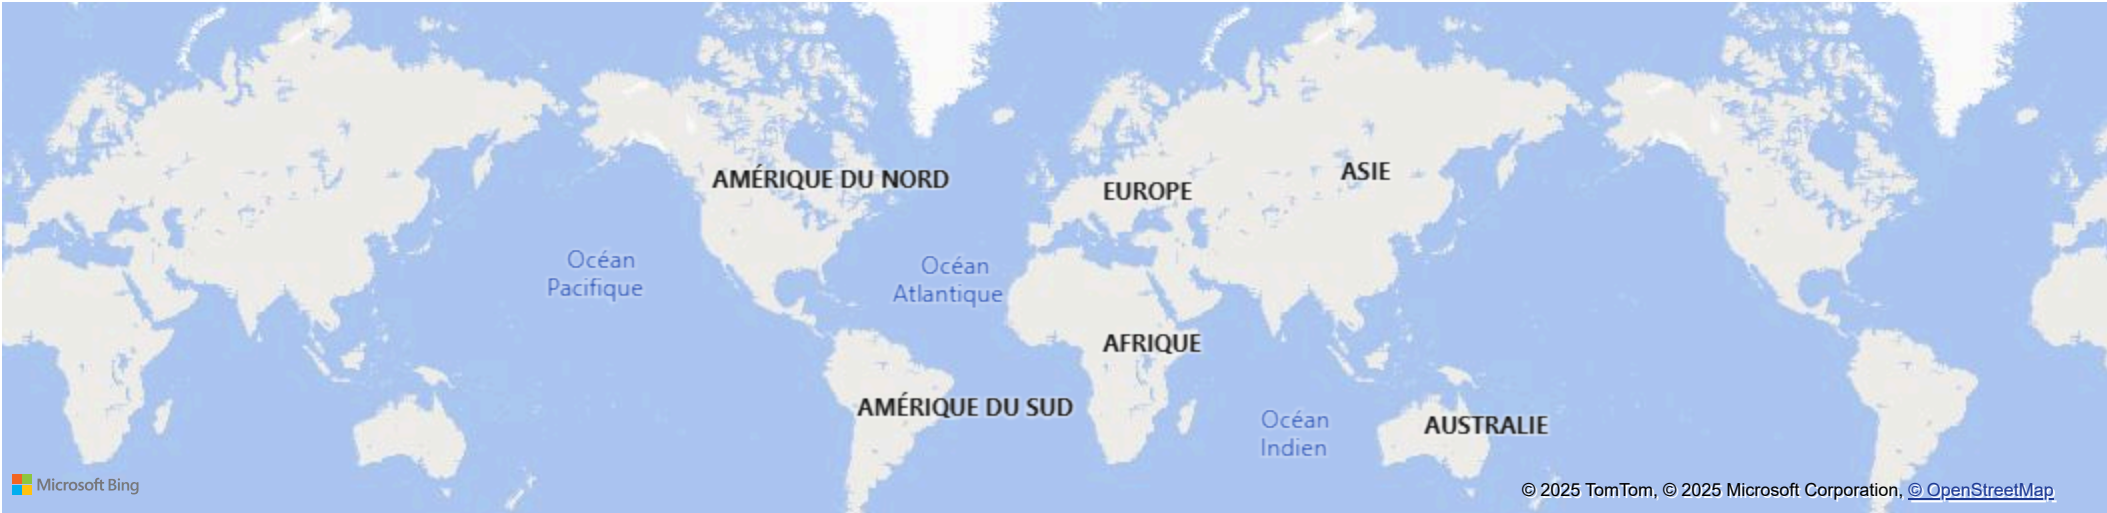 AMÉRIQUE DU NORD
EUROPE
ASIE
Océan
Pacifique
Océan
Atlantique
AFRIQUE
AMÉRIQUE DU SUD
Océan
Indien
AUSTRALIE
Microsoft Bing
© 2025 TomTom, © 2025 Microsoft Corporation, © OpenStreetMap